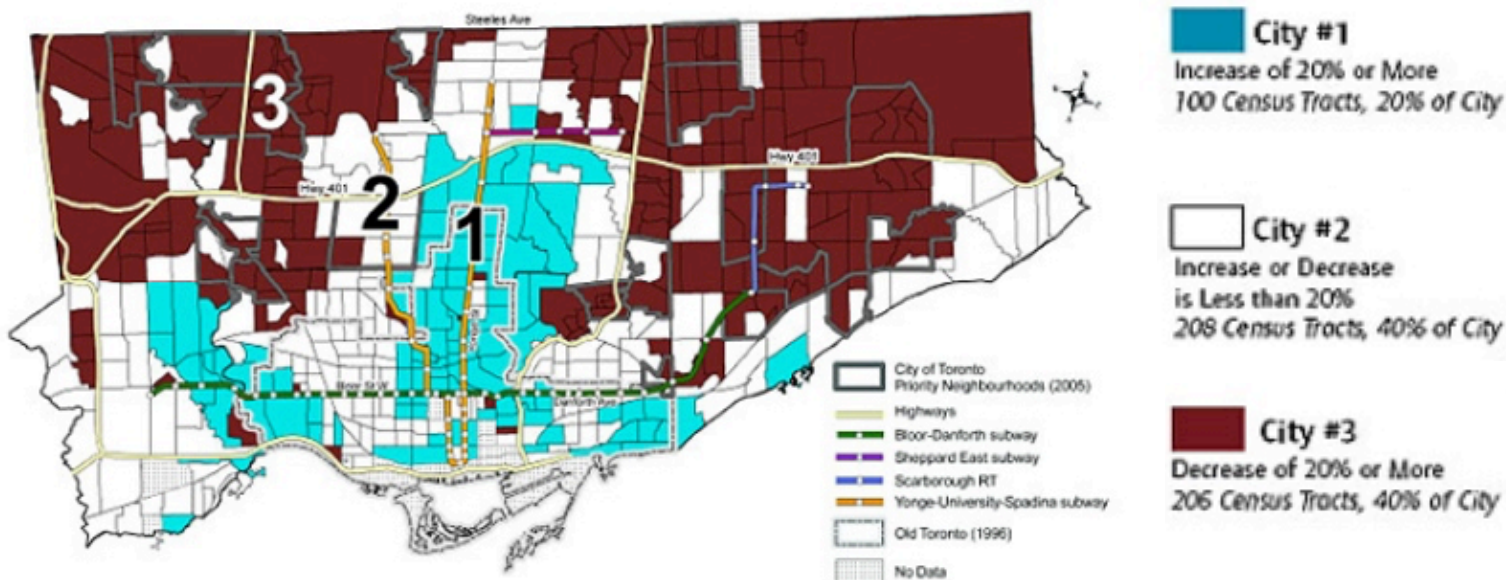 Steeles Ave
3
Hwy 401
2
1
Hwy 401
Bloor St W
Danforth Ave
City of Toronto
Priority Neighbourhoods (2005)
Highways
Bloor-Danforth subway
Sheppard East subway
Scarborough RT
Yonge-University-Spadina subway
Old Toronto (1996)
No Data
City #1
Increase of 20% or More
100 Census Tracts, 20% of City
City #2
Increase or Decrease
is Less than 20%
208 Census Tracts, 40% of City
City #3
Decrease of 20% or More
206 Census Tracts, 40% of City